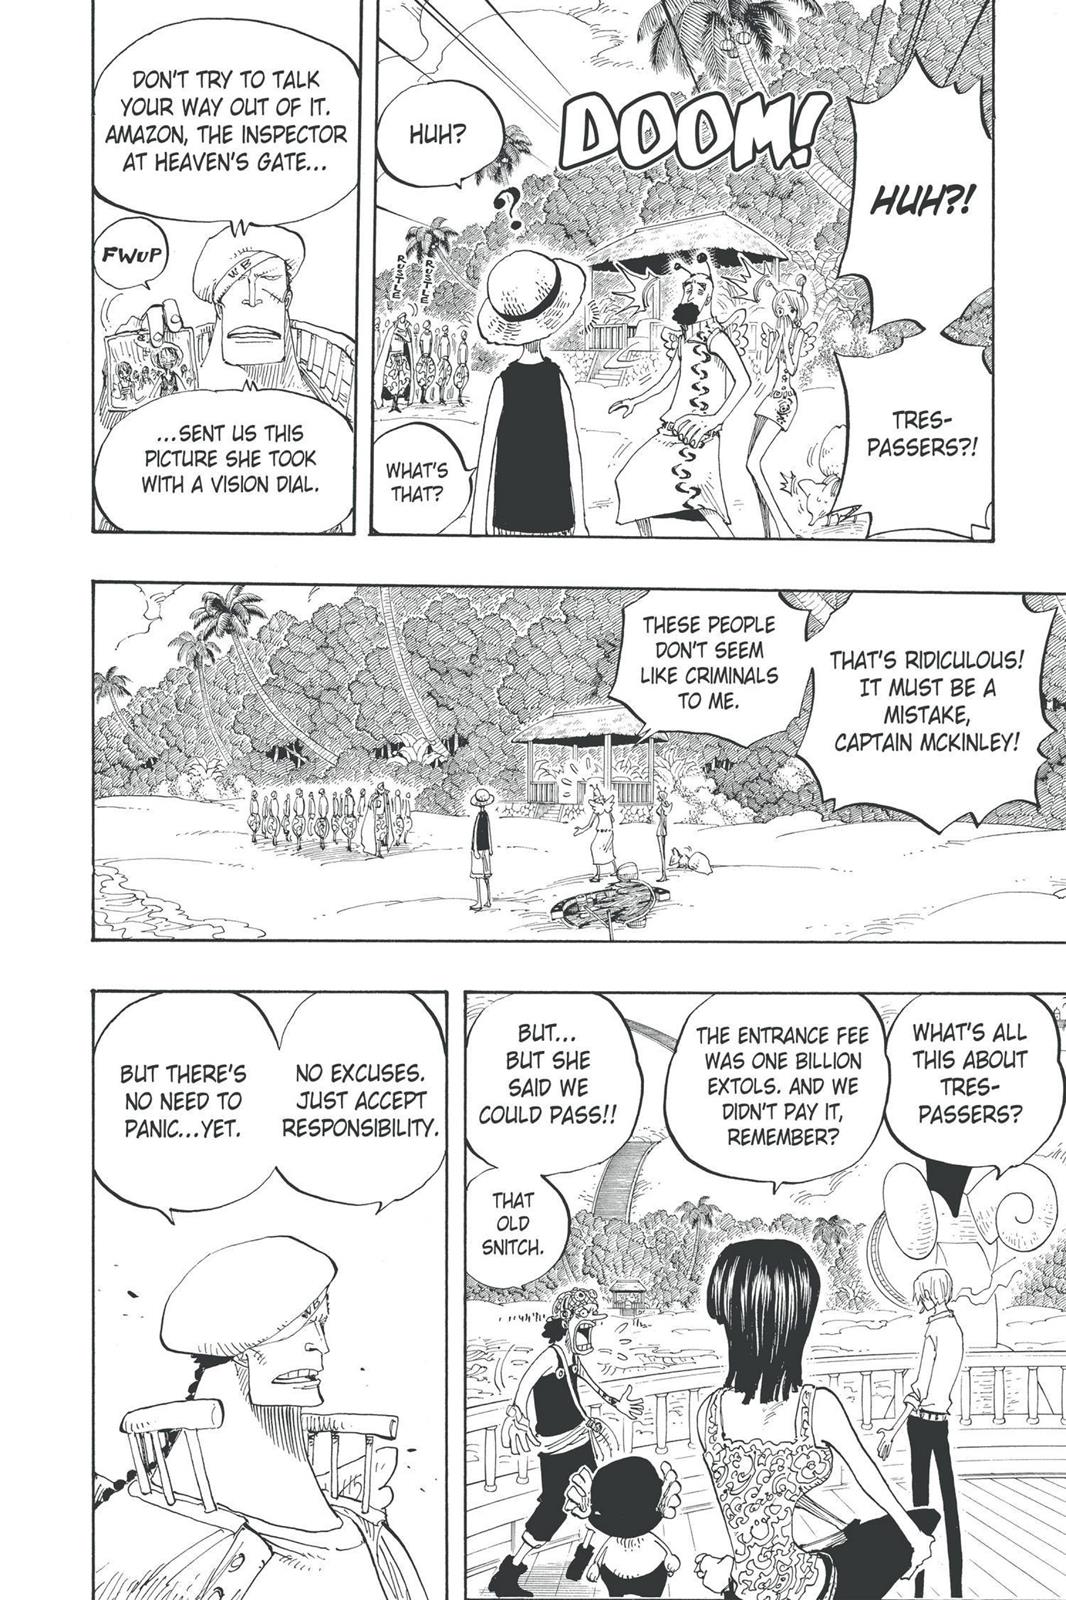 DOOM!
HUH?!
TRES-
PASSERS?!
HUH?
?
RUSTLE
RUSTLE
WHAT'S
THAT?
DON'T TRY TO TALK
YOUR WAY OUT OF IT.
AMAZON, THE INSPECTOR
AT HEAVEN'S GATE...
FWUP
WB
...SENT US THIS
PICTURE SHE TOOK
WITH A VISION DIAL.
THAT'S RIDICULOUS!
IT MUST BE A
MISTAKE,
CAPTAIN MCKINLEY!
THESE PEOPLE
DON'T SEEM
LIKE CRIMINALS
TO ME.
WHAT'S ALL
THIS ABOUT
TRES-
PASSERS?
THE ENTRANCE FEE
WAS ONE BILLION
EXTOLS. AND WE
DIDN'T PAY IT,
REMEMBER?
BUT...
BUT SHE
SAID WE
COULD PASS!!
THAT
OLD
SNITCH.
NO EXCUSES.
JUST ACCEPT
RESPONSIBILITY.
BUT THERE'S
NO NEED TO
PANIC...YET.
WB